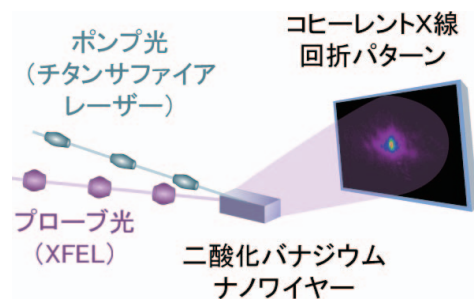 ポンプ光
（チタンサファイア
レーザー）
コヒーレントX線
回折パターン
プローブ光
（XFEL）
二酸化バナジウム
ナノワイヤー